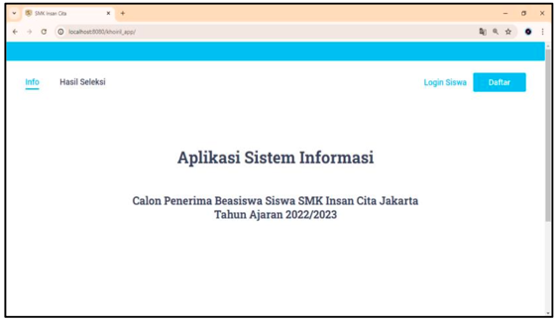 SMK Insan Cita
localhost:8080/khoiril_app/
Info Hasil Seleksi Login Siswa Daftar
Aplikasi Sistem Informasi
Calon Penerima Beasiswa Siswa SMK Insan Cita Jakarta
Tahun Ajaran 2022/2023